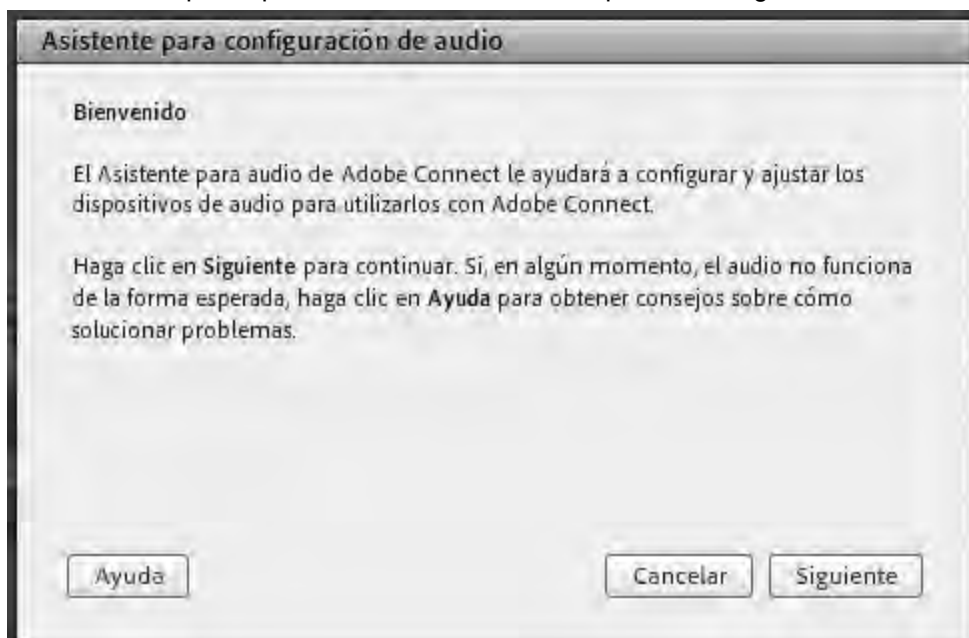 Asistente para configuración de audio
Bienvenido
El Asistente para audio de Adobe Connect le ayudará a configurar y ajustar los
dispositivos de audio para utilizarlos con Adobe Connect.
Haga clic en Siguiente para continuar. Si, en algún momento, el audio no funciona
de la forma esperada, haga clic en Ayuda para obtener consejos sobre cómo
solucionar problemas.
Ayuda Cancelar Siguiente